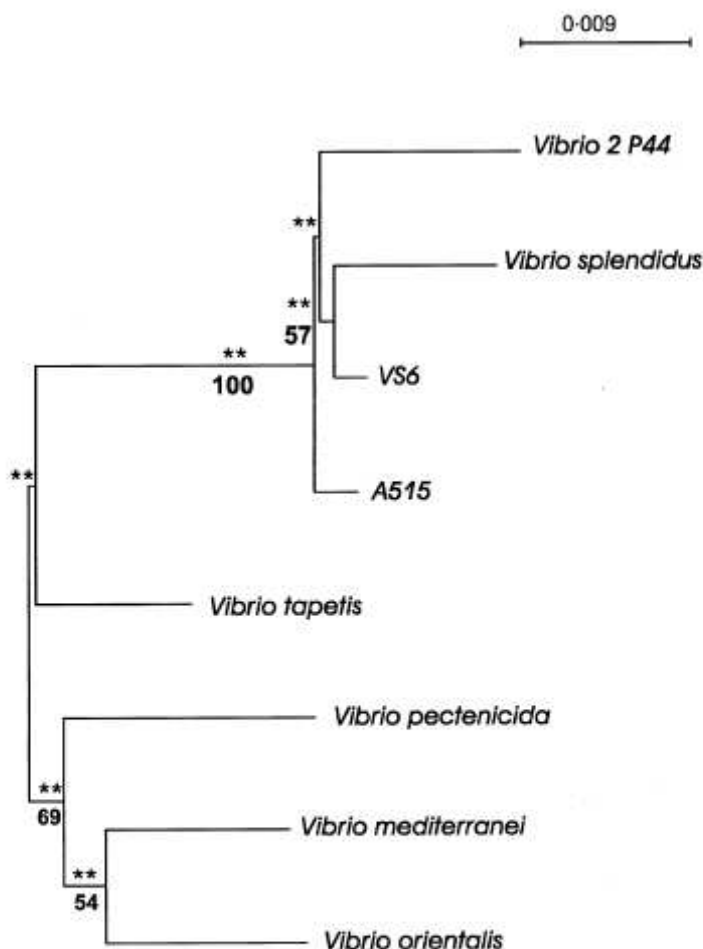 0·009
Vibrio 2 P44
**
Vibrio splendidus
**
57
**
100
VS6
**
A515
Vibrio tapetis
Vibrio pectenicida
**
69
Vibrio mediterranei
**
54
Vibrio orientalis